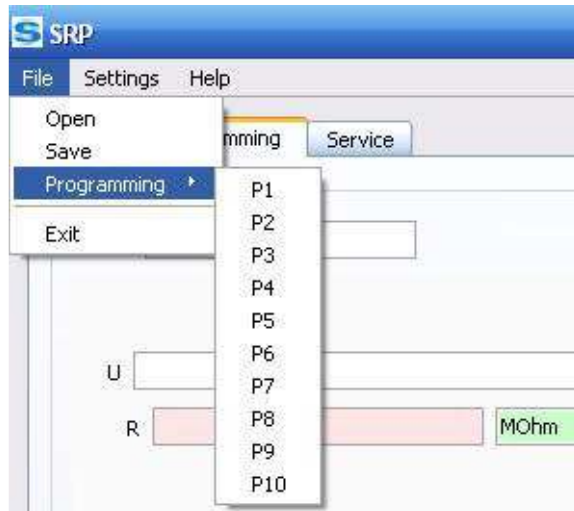 S SRP
File Settings Help
Open
Save
Programming
Exit
mming Service
P1
P2
P3
P4
P5
P6
P7
P8
P9
P10
U
R MOhm